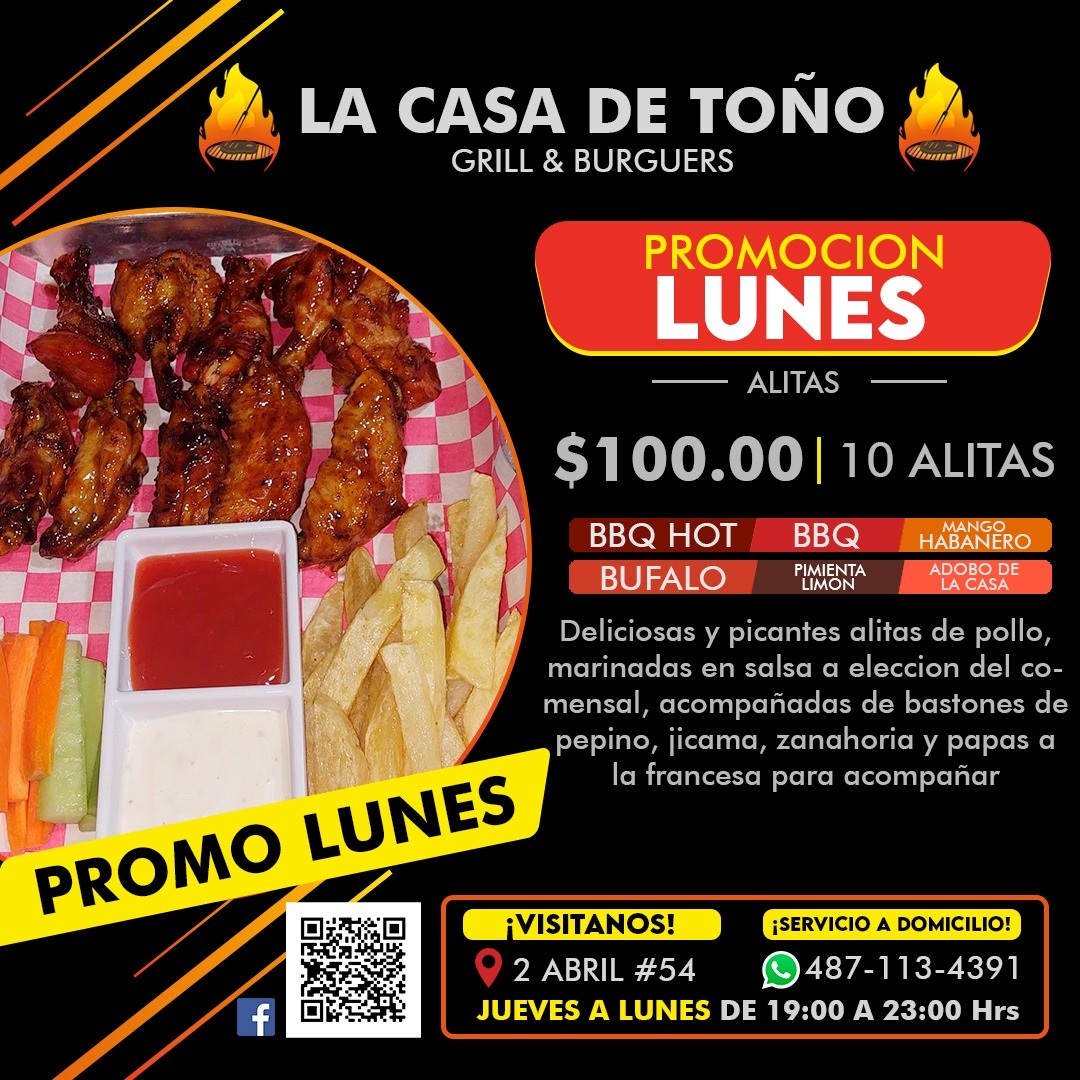 LA CASA DE TOÑO
GRILL & BURGUERS
PROMOCION
LUNES
ALITAS
$100.00 | 10 ALITAS
BBQ HOT
BBQ
MANGO
HABANERO
BUFALO
PIMIENTA
LIMON
ADOBO DE
LA CASA
Deliciosas y picantes alitas de pollo,
marinadas en salsa a eleccion del co-
mensal, acompañadas de bastones de
pepino, jicama, zanahoria y papas a
la francesa para acompañar
PROMO LUNES
¡VISITANOS!
2 ABRIL #54
¡SERVICIO A DOMICILIO!
487-113-4391
JUEVES A LUNES DE 19:00 A 23:00 Hrs